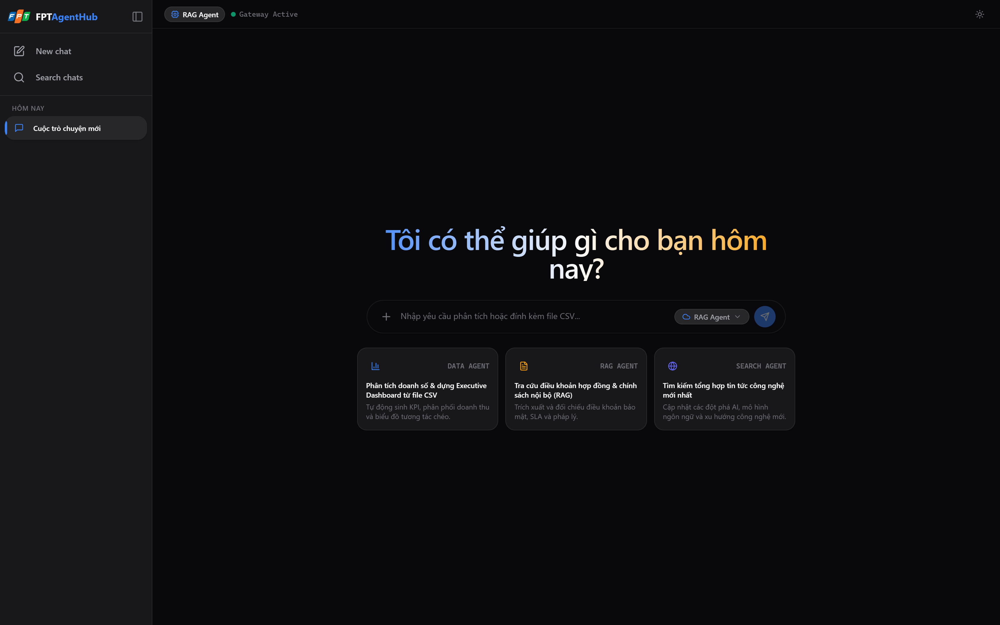 FPT FPTAgentHub
New chat
Search chats
HÔM NAY
Cuộc trò chuyện mới
RAG Agent Gateway Active
Tôi có thể giúp gì cho bạn hôm
nay?
Nhập yêu cầu phân tích hoặc đính kèm file CSV...
RAG Agent
DATA AGENT
Phân tích doanh số & dựng Executive
Dashboard từ file CSV
Tự động sinh KPI, phân phối doanh thu
và biểu đồ tương tác chéo.
RAG AGENT
Tra cứu điều khoản hợp đồng & chính
sách nội bộ (RAG)
Trích xuất và đối chiếu điều khoản bảo
mật, SLA và pháp lý.
SEARCH AGENT
Tìm kiếm tổng hợp tin tức công nghệ
mới nhất
Cập nhật các đột phá AI, mô hình
ngôn ngữ và xu hướng công nghệ mới.